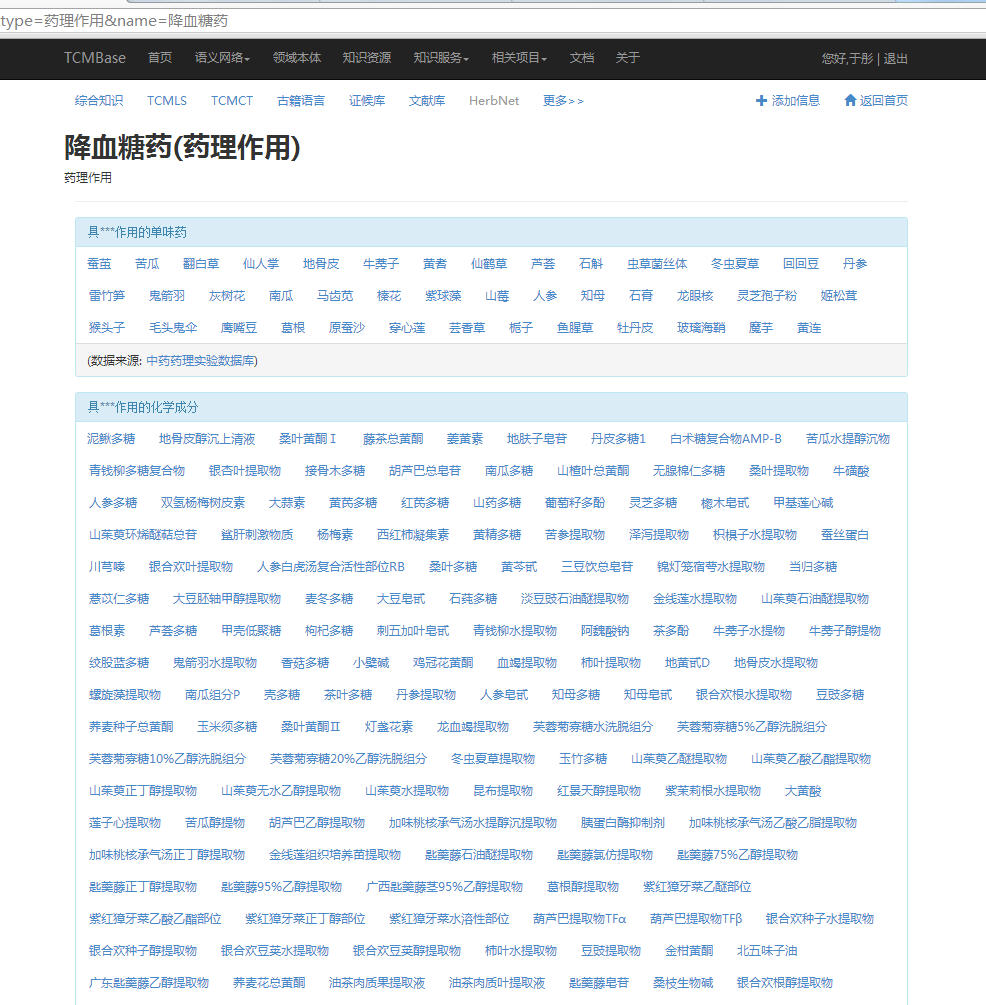 type=药理作用&name=降血糖药
TCMBase 首页 语义网络 领域本体 知识资源 知识服务 相关项目 文档 关于 您好,于彤 | 退出
综合知识 TCMLS TCMCT 古籍语言 证候库 文献库 HerbNet 更多>> 添加信息 返回首页
降血糖药(药理作用)
药理作用
具***作用的单味药
蚕茧 苦瓜 翻白草 仙人掌 地骨皮 牛蒡子 黄耆 仙鹤草 芦荟 石斛 虫草菌丝体 冬虫夏草 回回豆 丹参
雷竹笋 鬼箭羽 灰树花 南瓜 马齿苋 榛花 紫球藻 山莓 人参 知母 石膏 龙眼核 灵芝孢子粉 姬松茸
猴头子 毛头鬼伞 鹰嘴豆 葛根 原蚕沙 穿心莲 芸香草 栀子 鱼腥草 牡丹皮 玻璃海鞘 魔芋 黄连
(数据来源: 中药药理实验数据库)
具***作用的化学成分
泥鳅多糖 地骨皮醇沉上清液 桑叶黄酮Ⅰ 藤茶总黄酮 姜黄素 地肤子皂苷 丹皮多糖1 白术糖复合物AMP-B 苦瓜水提醇沉物
青钱柳多糖复合物 银杏叶提取物 接骨木多糖 胡芦巴总皂苷 南瓜多糖 山楂叶总黄酮 无腺棉仁多糖 桑叶提取物 牛磺酸
人参多糖 双氢杨梅树皮素 大蒜素 黄芪多糖 红芪多糖 山药多糖 葡萄籽多酚 灵芝多糖 楤木皂甙 甲基莲心碱
山茱萸环烯醚萜总苷 鲨肝刺激物质 杨梅素 西红柿凝集素 黄精多糖 苦参提取物 泽泻提取物 枳椇子水提取物 蚕丝蛋白
川芎嗪 银合欢叶提取物 人参白虎汤复合活性部位RB 桑叶多糖 黄芩甙 三豆饮总皂苷 锦灯笼宿萼水提取物 当归多糖
薏苡仁多糖 大豆胚轴甲醇提取物 麦冬多糖 大豆皂甙 石莼多糖 淡豆豉石油醚提取物 金线莲水提取物 山茱萸石油醚提取物
葛根素 芦荟多糖 甲壳低聚糖 枸杞多糖 刺五加叶皂甙 青钱柳水提取物 阿魏酸钠 茶多酚 牛蒡子水提物 牛蒡子醇提物
绞股蓝多糖 鬼箭羽水提取物 香菇多糖 小檗碱 鸡冠花黄酮 血竭提取物 柿叶提取物 地黄甙D 地骨皮水提取物
螺旋藻提取物 南瓜组分P 壳多糖 茶叶多糖 丹参提取物 人参皂甙 知母多糖 知母皂甙 银合欢根水提取物 豆豉多糖
荞麦种子总黄酮 玉米须多糖 桑叶黄酮Ⅱ 灯盏花素 龙血竭提取物 芙蓉菊寡糖水洗脱组分 芙蓉菊寡糖5%乙醇洗脱组分
芙蓉菊寡糖10%乙醇洗脱组分 芙蓉菊寡糖20%乙醇洗脱组分 冬虫夏草提取物 玉竹多糖 山茱萸乙醚提取物 山茱萸乙酸乙酯提取物
山茱萸正丁醇提取物 山茱萸无水乙醇提取物 山茱萸水提取物 昆布提取物 红景天醇提取物 紫茉莉根水提取物 大黄酸
莲子心提取物 苦瓜醇提物 胡芦巴乙醇提取物 加味桃核承气汤水提醇沉提取物 胰蛋白酶抑制剂 加味桃核承气汤乙酸乙脂提取物
加味桃核承气汤正丁醇提取物 金线莲组织培养苗提取物 匙羹藤石油醚提取物 匙羹藤氯仿提取物 匙羹藤75%乙醇提取物
匙羹藤正丁醇提取物 匙羹藤95%乙醇提取物 广西匙羹藤茎95%乙醇提取物 葛根醇提取物 紫红獐牙菜乙醚部位
紫红獐牙菜乙酸乙酯部位 紫红獐牙菜正丁醇部位 紫红獐牙菜水溶性部位 葫芦巴提取物TFα 葫芦巴提取物TFβ 银合欢种子水提取物
银合欢种子醇提取物 银合欢豆荚水提取物 银合欢豆荚醇提取物 柿叶水提取物 豆豉提取物 金柑黄酮 北五味子油
广东匙羹藤乙醇提取物 荞麦花总黄酮 油茶肉质果提取液 油茶肉质叶提取液 匙羹藤皂苷 桑枝生物碱 银合欢根醇提取物